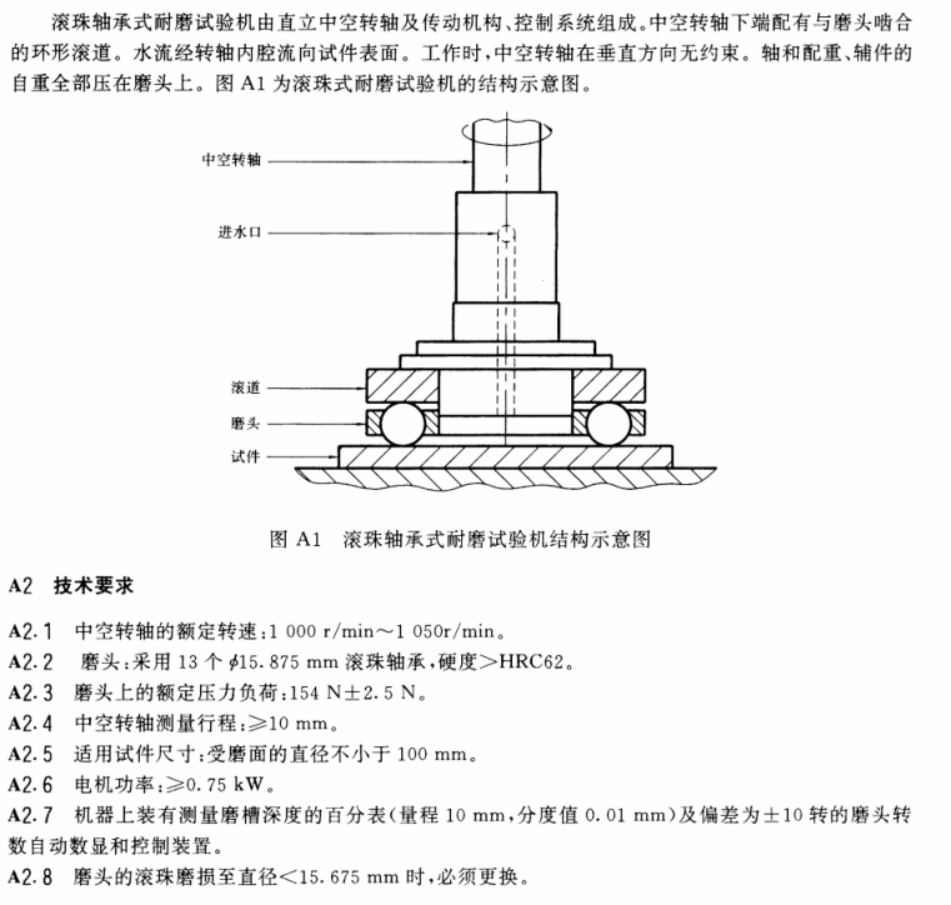 滚珠轴承式耐磨试验机由直立中空转轴及传动机构、控制系统组成。中空转轴下端配有与磨头啮合
的环形滚道。水流经转轴内腔流向试件表面。工作时,中空转轴在垂直方向无约束。轴和配重、辅件的
自重全部压在磨头上。图 A1 为滚珠式耐磨试验机的结构示意图。
中空转轴
进水口
滚道
磨头
试件
图 A1 滚珠轴承式耐磨试验机结构示意图
A2 技术要求
A2.1 中空转轴的额定转速:1 000 r/min～1 050r/min。
A2.2 磨头:采用 13 个 ϕ15.875 mm 滚珠轴承,硬度>HRC62。
A2.3 磨头上的额定压力负荷:154 N±2.5 N。
A2.4 中空转轴测量行程:≥10 mm。
A2.5 适用试件尺寸:受磨面的直径不小于 100 mm。
A2.6 电机功率:≥0.75 kW。
A2.7 机器上装有测量磨槽深度的百分表(量程 10 mm,分度值 0.01 mm)及偏差为±10 转的磨头转
数自动数显和控制装置。
A2.8 磨头的滚珠磨损至直径<15.675 mm 时,必须更换。